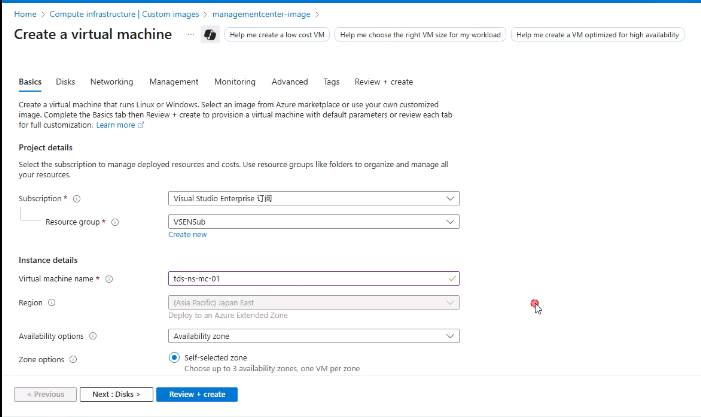 Home > Compute infrastructure | Custom images > managementcenter-image >
Create a virtual machine ...
Help me create a low cost VM
Help me choose the right VM size for my workload
Help me create a VM optimized for high availability
Basics Disks Networking Management Monitoring Advanced Tags Review + create
Create a virtual machine that runs Linux or Windows. Select an image from Azure marketplace or use your own customized
image. Complete the Basics tab then Review + create to provision a virtual machine with default parameters or review each tab
for full customization. Learn more
Project details
Select the subscription to manage deployed resources and costs. Use resource groups like folders to organize and manage all
your resources.
Subscription * Visual Studio Enterprise 订阅
Resource group * VSENSub
Create new
Instance details
Virtual machine name * tds-ns-mc-01
Region (Asia Pacific) Japan East
Deploy to an Azure Extended Zone
Availability options Availability zone
Zone options Self-selected zone
Choose up to 3 availability zones, one VM per zone
< Previous Next : Disks > Review + create